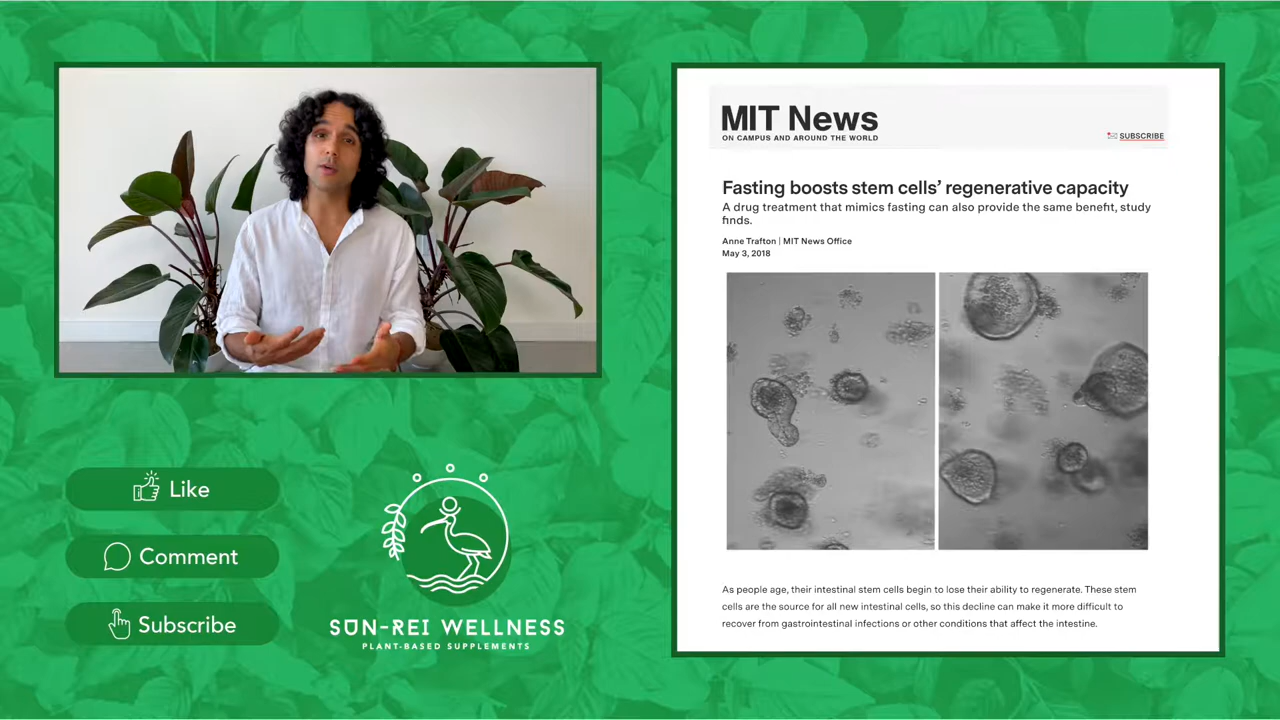 MIT News
ON CAMPUS AND AROUND THE WORLD
SUBSCRIBE
Fasting boosts stem cells’ regenerative capacity
A drug treatment that mimics fasting can also provide the same benefit, study
finds.
Anne Trafton | MIT News Office
May 3, 2018
As people age, their intestinal stem cells begin to lose their ability to regenerate. These stem
cells are the source for all new intestinal cells, so this decline can make it more difficult to
recover from gastrointestinal infections or other conditions that affect the intestine.
Like
Comment
Subscribe
SUN-REI WELLNESS
PLANT-BASED SUPPLEMENTS